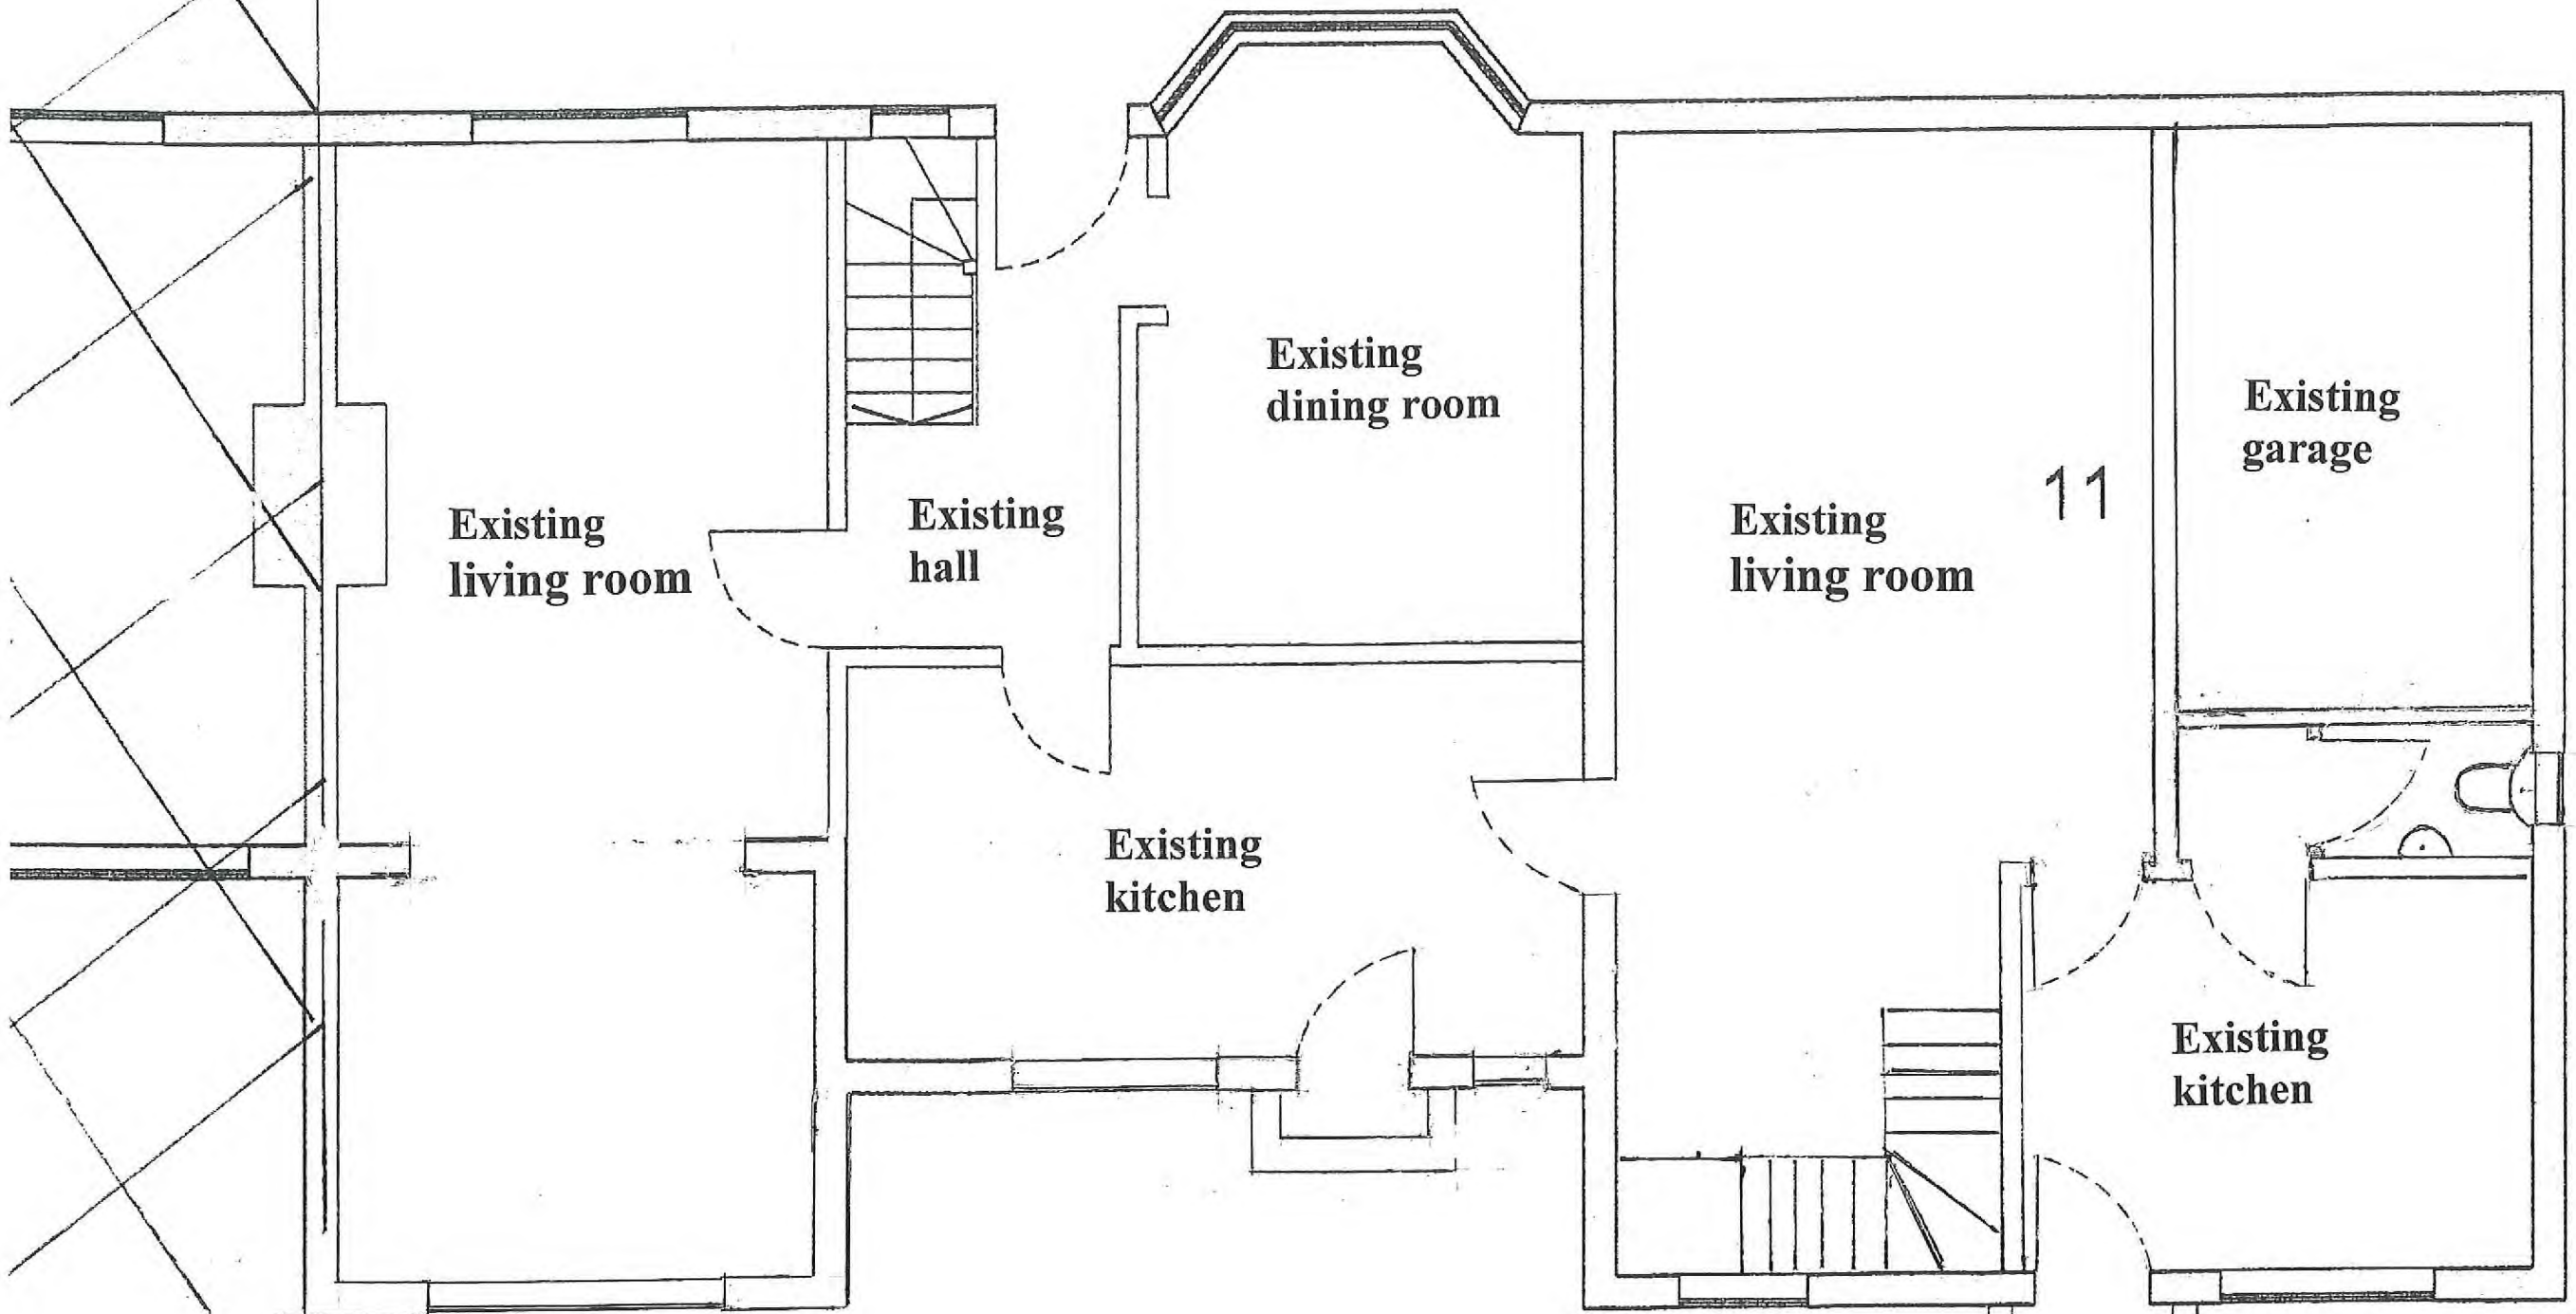 Existing
living room
Existing
hall
Existing
dining room
Existing
kitchen
Existing
living room
11
Existing
garage
Existing
kitchen